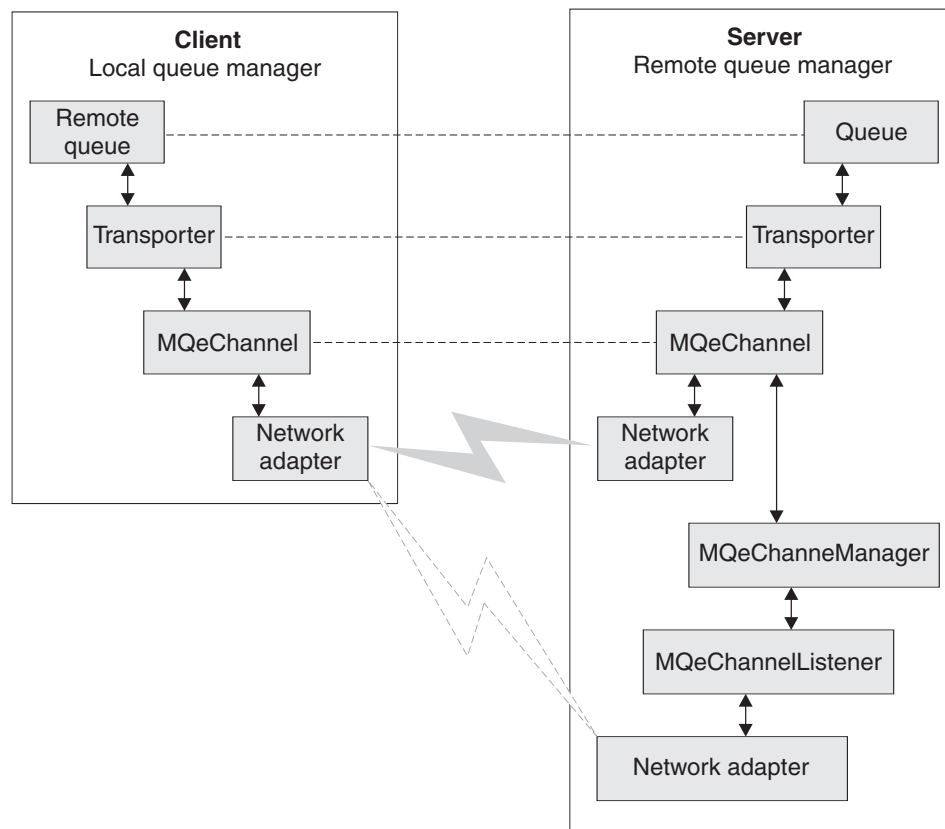 Client
Local queue manager
Remote
queue
Transporter
MQeChannel
Network
adapter
Server
Remote queue manager
Queue
Transporter
MQeChannel
Network
adapter
MQeChanneManager
MQeChannelListener
Network adapter